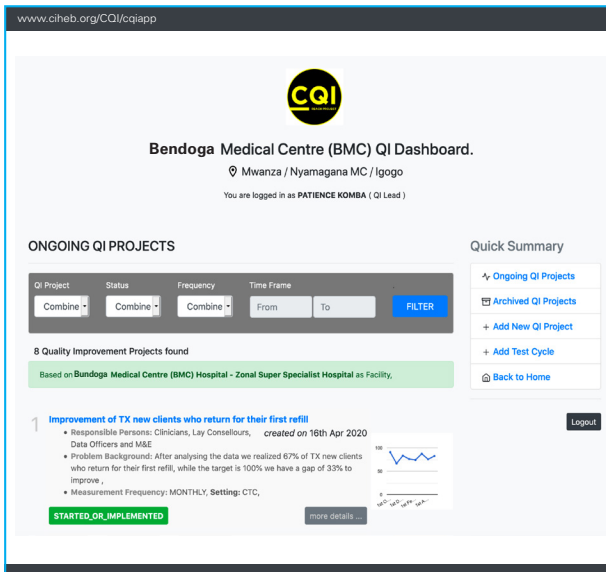 www.ciheb.org/CQI/cqiapp
CQI
Bendoga Medical Centre (BMC) QI Dashboard.
Mwanza / Nyamagana MC / Igogo
You are logged in as PATIENCE KOMBA ( QI Lead )
ONGOING QI PROJECTS
QI Project Status Frequency Time Frame
Combine Combine Combine From To FILTER
8 Quality Improvement Projects found
Based on Bundoga Medical Centre (BMC) Hospital - Zonal Super Specialist Hospital as Facility,
1 Improvement of TX new clients who return for their first refill
• Responsible Persons: Clinicians, Lay Consellours, created on 16th Apr 2020
Data Officers and M&E
• Problem Background: After analysing the data we realized 67% of TX new clients
who return for their first refill, while the target is 100% we have a gap of 33% to
improve ,
• Measurement Frequency: MONTHLY, Setting: CTC,
STARTED_OR_IMPLEMENTED more details ...
100
50
0
Quick Summary
Ongoing QI Projects
Archived QI Projects
+ Add New QI Project
+ Add Test Cycle
Back to Home
Logout